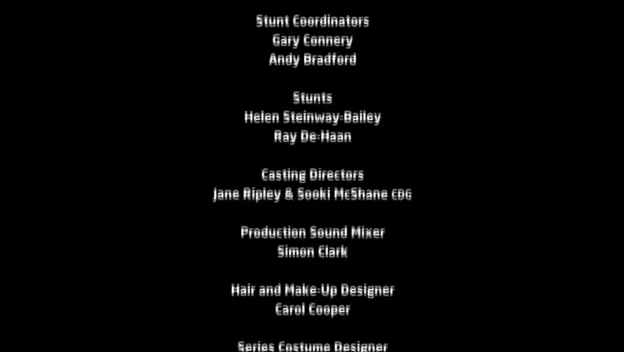 Stunt Coordinators
Gary Connery
Andy Bradford
Stunts
Helen Steinway-Bailey
Ray De-Haan
Casting Directors
Jane Ripley & Sooki McShane CDG
Production Sound Mixer
Simon Clark
Hair and Make-Up Designer
Carol Cooper
Series Costume Designer